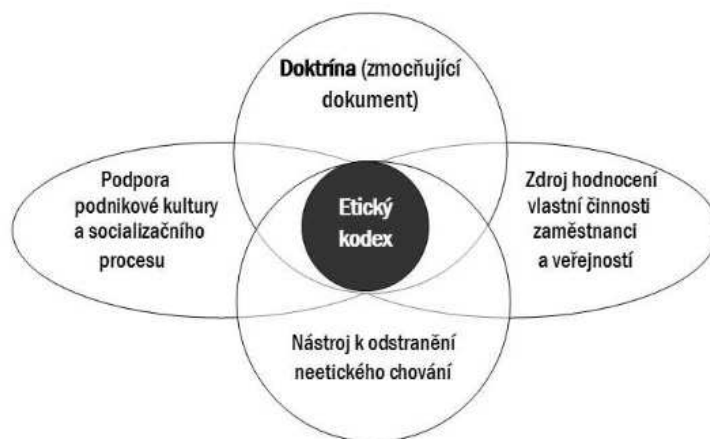 Doktrína (zmocňující
dokument)
Podpora
podnikové kultury
a socializačního
procesu
Etický
kodex
Zdroj hodnocení
vlastní činnosti
zaměstnanci
a veřejností
Nástroj k odstranění
neetického chování